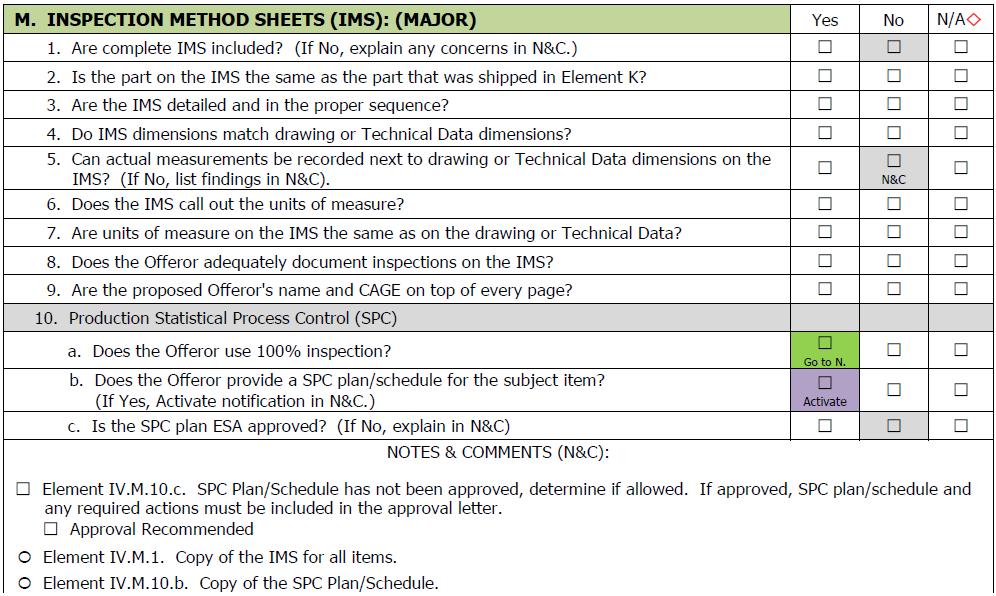 M. INSPECTION METHOD SHEETS (IMS): (MAJOR) Yes No N/A◇
1. Are complete IMS included? (If No, explain any concerns in N&C.) ☐ ☐ ☐
2. Is the part on the IMS the same as the part that was shipped in Element K? ☐ ☐ ☐
3. Are the IMS detailed and in the proper sequence? ☐ ☐ ☐
4. Do IMS dimensions match drawing or Technical Data dimensions? ☐ ☐ ☐
5. Can actual measurements be recorded next to drawing or Technical Data dimensions on the
IMS? (If No, list findings in N&C). ☐ ☐ N&C ☐
6. Does the IMS call out the units of measure? ☐ ☐ ☐
7. Are units of measure on the IMS the same as on the drawing or Technical Data? ☐ ☐ ☐
8. Does the Offeror adequately document inspections on the IMS? ☐ ☐ ☐
9. Are the proposed Offeror's name and CAGE on top of every page? ☐ ☐ ☐
10. Production Statistical Process Control (SPC)
a. Does the Offeror use 100% inspection? ☐ Go to N. ☐ ☐
b. Does the Offeror provide a SPC plan/schedule for the subject item?
(If Yes, Activate notification in N&C.) ☐ Activate ☐ ☐
c. Is the SPC plan ESA approved? (If No, explain in N&C) ☐ ☐ ☐
NOTES & COMMENTS (N&C):
☐ Element IV.M.10.c. SPC Plan/Schedule has not been approved, determine if allowed. If approved, SPC plan/schedule and
any required actions must be included in the approval letter.
☐ Approval Recommended
○ Element IV.M.1. Copy of the IMS for all items.
○ Element IV.M.10.b. Copy of the SPC Plan/Schedule.